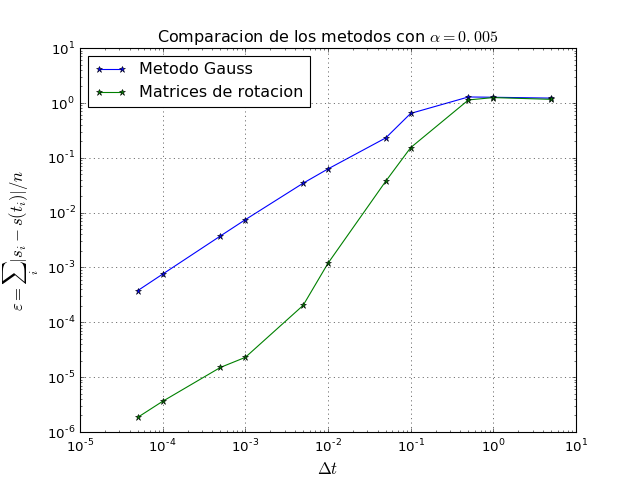 Comparacion de los metodos con α = 0.005
Metodo Gauss
Matrices de rotacion
ε = ∑_i |s_i − s(t_i)|/n
10^1
10^0
10^-1
10^-2
10^-3
10^-4
10^-5
10^-6
10^-5 10^-4 10^-3 10^-2 10^-1 10^0 10^1
Δt